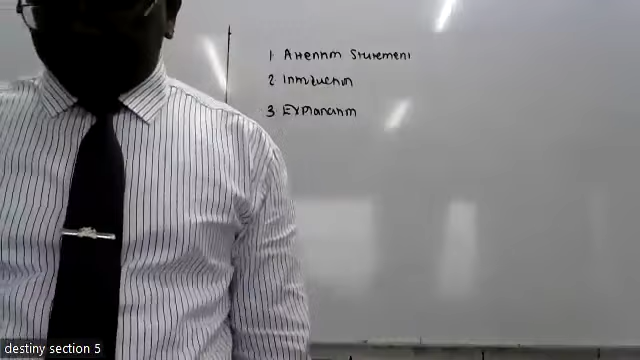 1 Attention Statement
2 Introduction
3 Explanation
destiny section 5